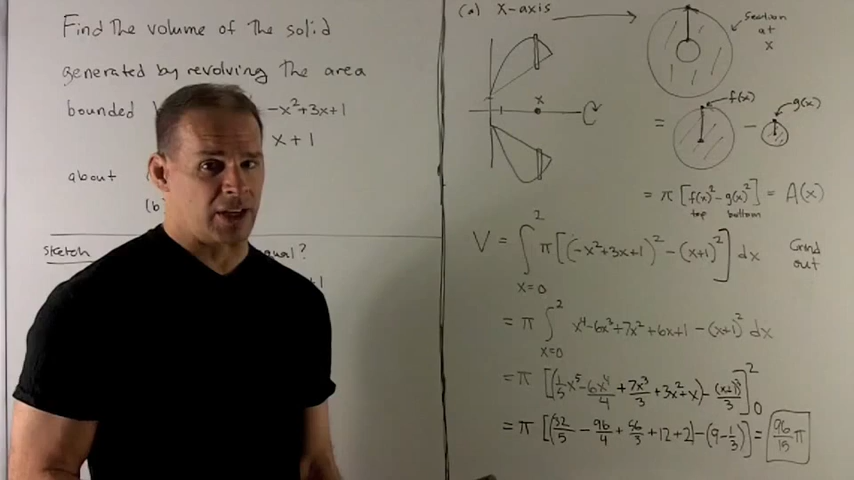 Find The volume of The solid
generated by revolving The area
bounded
-x²+3x+1
x+1
about
(b
sketch
equal?
+1
(a) x-axis
section
at
x
x
= f(x) - g(x)
= π [f(x)² - g(x)²] = A(x)
top bottom
V = ∫_{x=0}^{2} π[(-x²+3x+1)² - (x+1)²] dx
Grind
out
= π ∫_{x=0}^{2} x⁴-6x³+7x²+6x+1-(x+1)² dx
= π [(1/5 x⁵ - 6x⁴/4 + 7x³/3 + 3x² + x) - (x+1)³/3]_0^2
= π [(32/5 - 96/4 + 56/3 + 12 + 2) - (9 - 1/3)] = 96/15 π